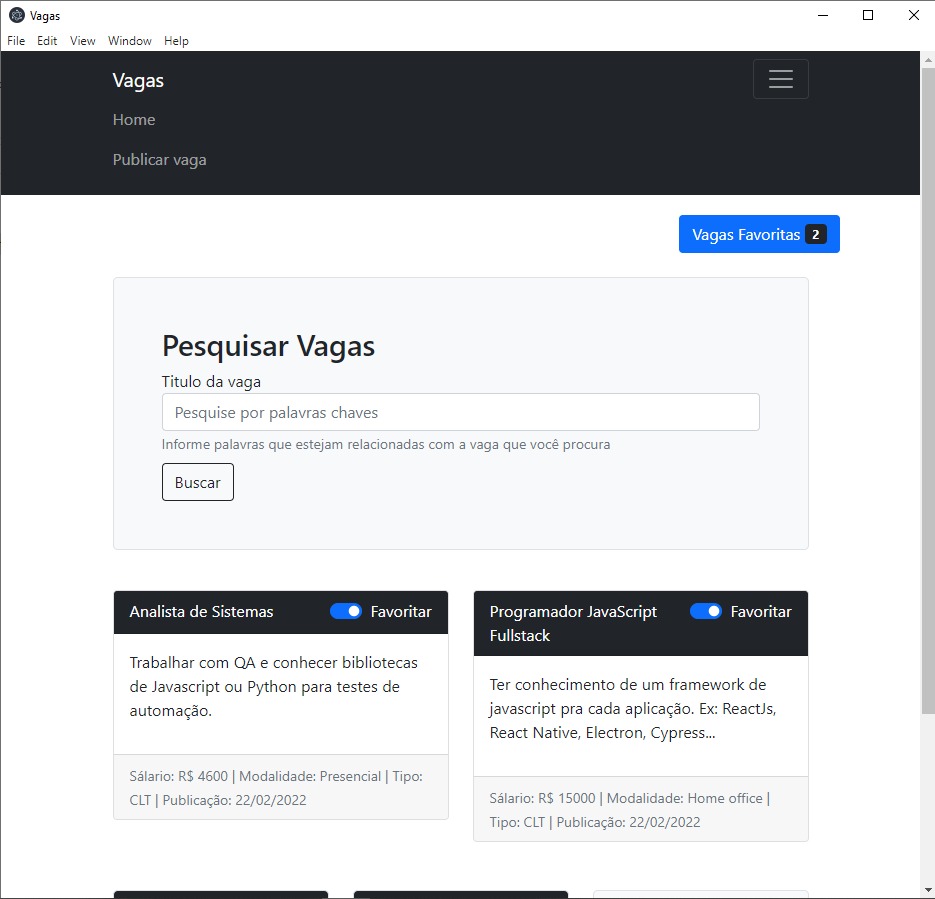 Vagas
File Edit View Window Help
Vagas
Home
Publicar vaga
Vagas Favoritas 2
Pesquisar Vagas
Titulo da vaga
Pesquise por palavras chaves
Informe palavras que estejam relacionadas com a vaga que você procura
Buscar
Analista de Sistemas Favoritar
Trabalhar com QA e conhecer bibliotecas
de Javascript ou Python para testes de
automação.
Sálario: R$ 4600 | Modalidade: Presencial | Tipo:
CLT | Publicação: 22/02/2022
Programador JavaScript Favoritar
Fullstack
Ter conhecimento de um framework de
javascript pra cada aplicação. Ex: ReactJs,
React Native, Electron, Cypress...
Sálario: R$ 15000 | Modalidade: Home office |
Tipo: CLT | Publicação: 22/02/2022